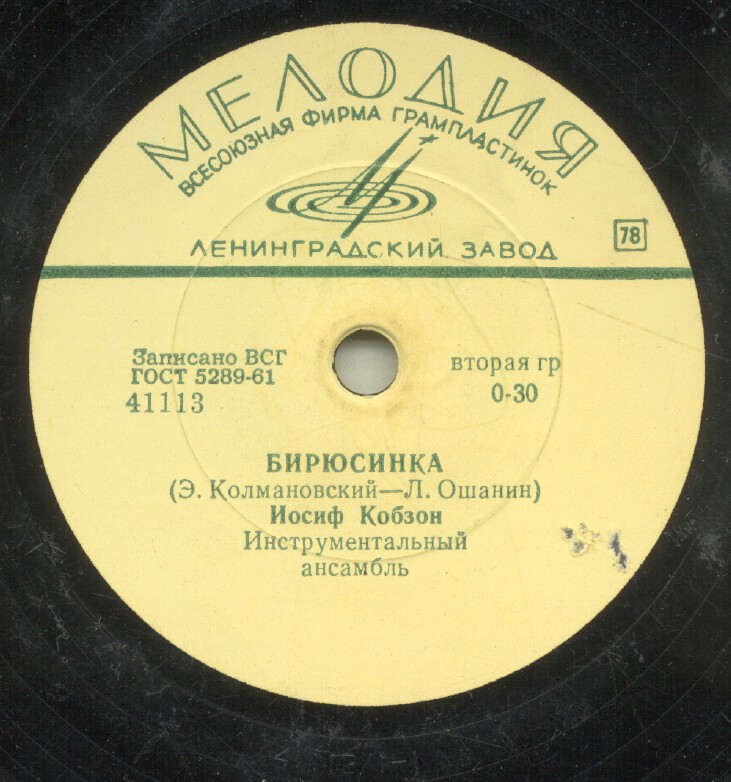 МЕЛОДИЯ
ВСЕСОЮЗНАЯ ФИРМА ГРАМПЛАСТИНОК
ЛЕНИНГРАДСКИЙ ЗАВОД
78
Записано ВСГ
ГОСТ 5289-61
41113
вторая гр
0-30
БИРЮСИНКА
(Э. Колмановский—Л. Ошанин)
Иосиф Кобзон
Инструментальный
ансамбль